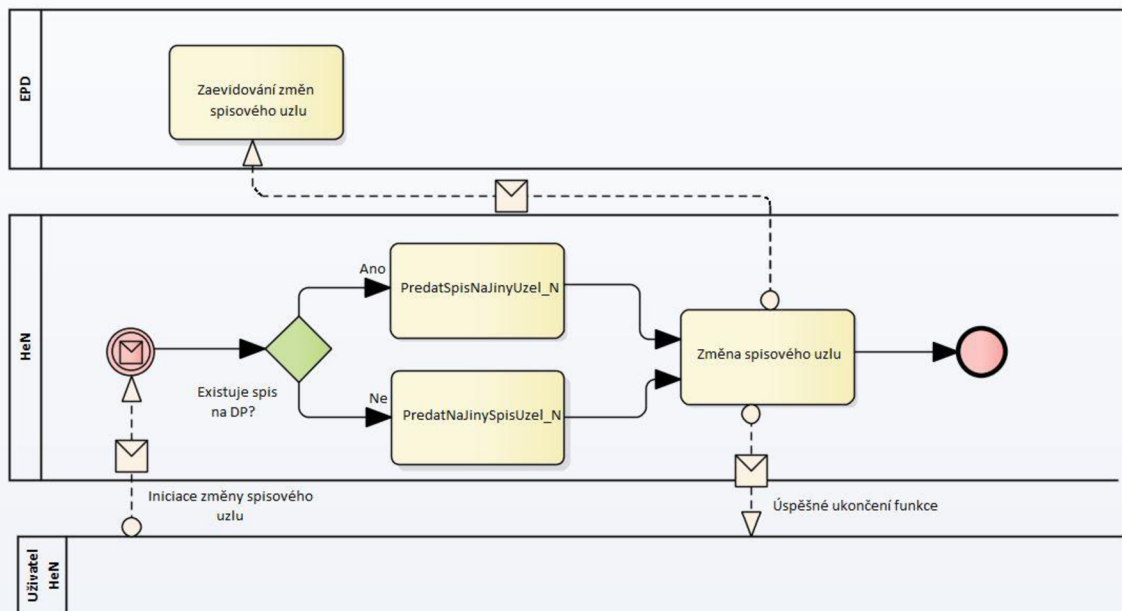 EPD
Zaevidování změn
spisového uzlu
HeN
Ano
PredatSpisNaJinyUzel_N
Změna spisového uzlu
Existuje spis
na DP?
Ne
PredatNaJinySpisUzel_N
Iniciace změny spisového
uzlu
Úspěšné ukončení funkce
Uživatel
HeN